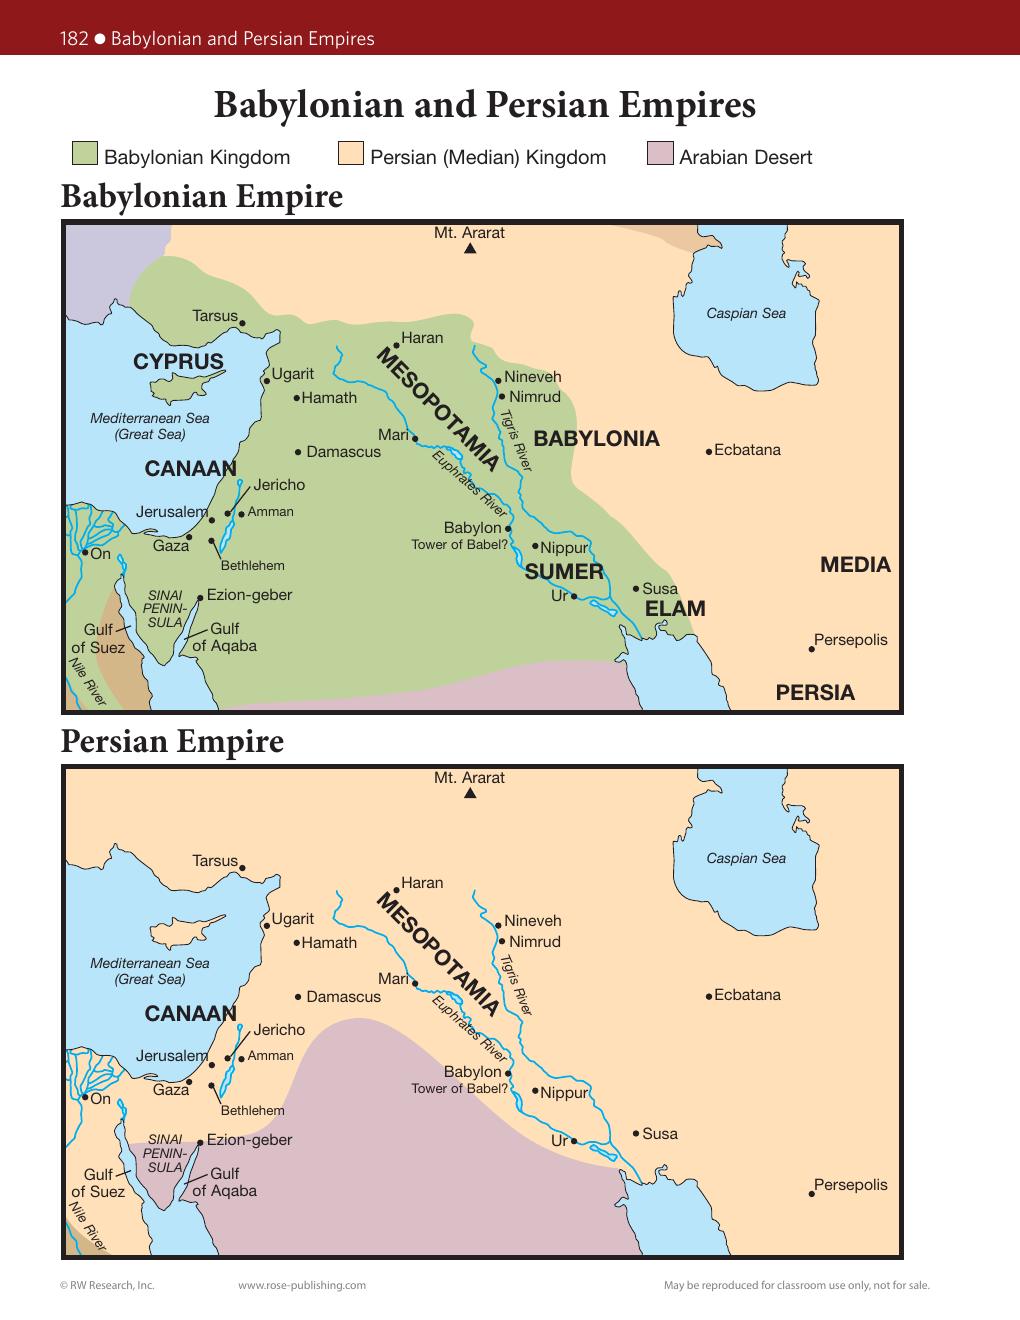 182 ● Babylonian and Persian Empires
Babylonian and Persian Empires
Babylonian Kingdom
Persian (Median) Kingdom
Arabian Desert
Babylonian Empire
Mt. Ararat
Caspian Sea
Tarsus
Haran
CYPRUS
MESOPOTAMIA
Ugarit
Nineveh
Hamath
Nimrud
Mediterranean Sea
(Great Sea)
Mari
Tigris River
BABYLONIA
Damascus
Ecbatana
CANAAN
Euphrates River
Jericho
Jerusalem
Amman
Babylon
Tower of Babel?
Gaza
Nippur
On
Bethlehem
SUMER
MEDIA
SINAI
PENIN-
SULA
Ezion-geber
Ur
Susa
ELAM
Gulf
of Suez
Gulf
of Aqaba
Persepolis
Nile River
PERSIA
Persian Empire
Mt. Ararat
Caspian Sea
Tarsus
Haran
MESOPOTAMIA
Ugarit
Nineveh
Hamath
Nimrud
Mediterranean Sea
(Great Sea)
Mari
Tigris River
Damascus
Ecbatana
CANAAN
Euphrates River
Jericho
Jerusalem
Amman
Babylon
Tower of Babel?
Gaza
Nippur
On
Bethlehem
SINAI
PENIN-
SULA
Ezion-geber
Ur
Susa
Gulf
of Suez
Gulf
of Aqaba
Persepolis
Nile River
© RW Research, Inc.
www.rose-publishing.com
May be reproduced for classroom use only, not for sale.